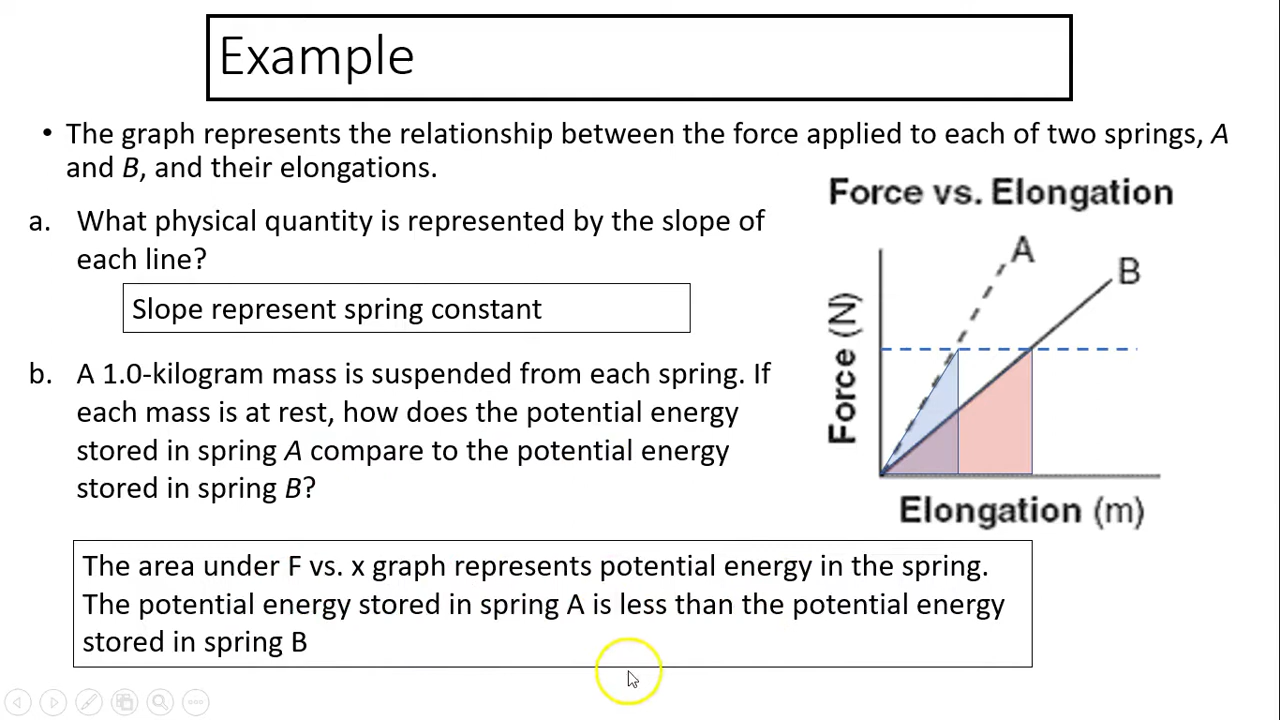 Example
• The graph represents the relationship between the force applied to each of two springs, A
and B, and their elongations.
Force vs. Elongation
a. What physical quantity is represented by the slope of
each line?
Slope represent spring constant
A
B
Force (N)
Elongation (m)
b. A 1.0-kilogram mass is suspended from each spring. If
each mass is at rest, how does the potential energy
stored in spring A compare to the potential energy
stored in spring B?
The area under F vs. x graph represents potential energy in the spring.
The potential energy stored in spring A is less than the potential energy
stored in spring B